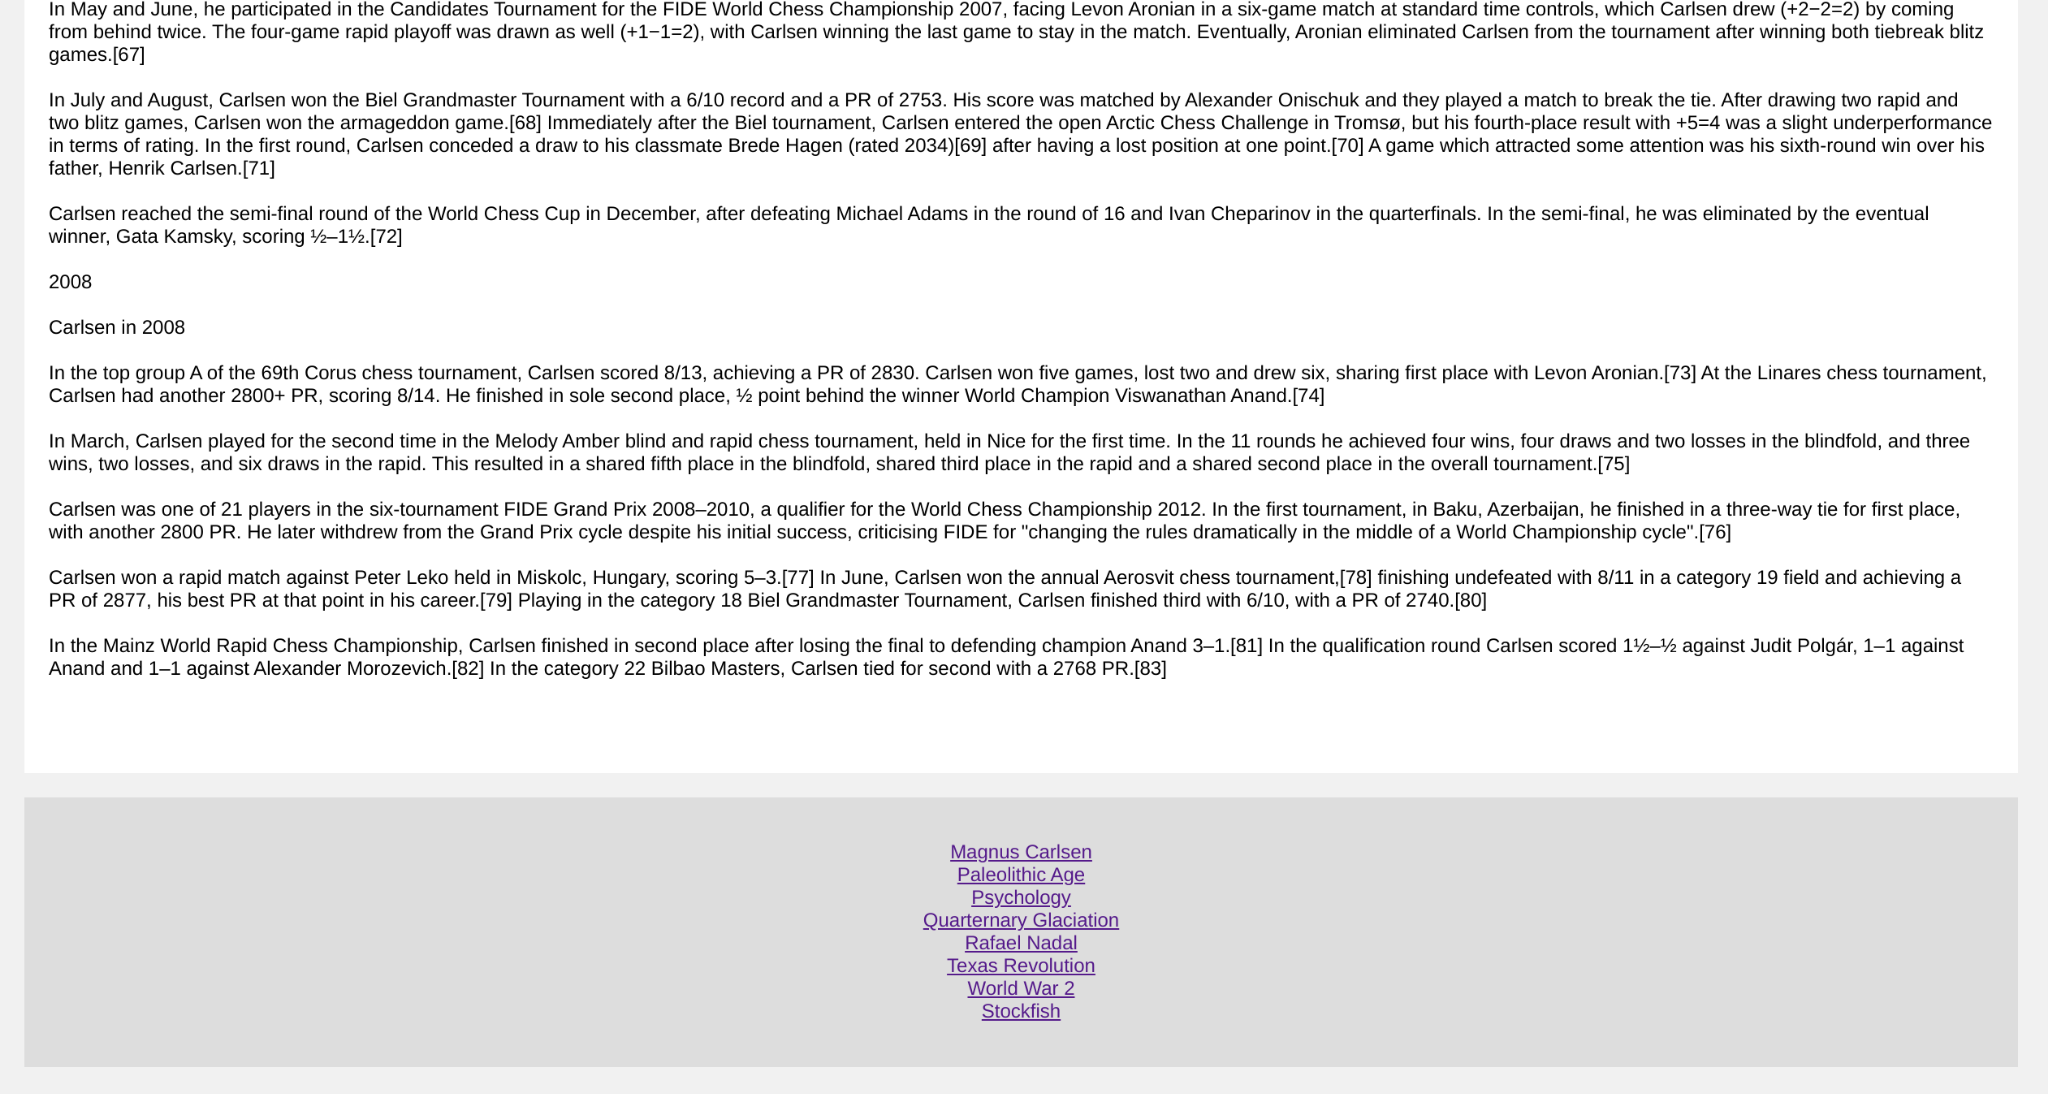 In May and June, he participated in the Candidates Tournament for the FIDE World Chess Championship 2007, facing Levon Aronian in a six-game match at standard time controls, which Carlsen drew (+2−2=2) by coming
from behind twice. The four-game rapid playoff was drawn as well (+1−1=2), with Carlsen winning the last game to stay in the match. Eventually, Aronian eliminated Carlsen from the tournament after winning both tiebreak blitz
games.[67]
In July and August, Carlsen won the Biel Grandmaster Tournament with a 6/10 record and a PR of 2753. His score was matched by Alexander Onischuk and they played a match to break the tie. After drawing two rapid and
two blitz games, Carlsen won the armageddon game.[68] Immediately after the Biel tournament, Carlsen entered the open Arctic Chess Challenge in Tromsø, but his fourth-place result with +5=4 was a slight underperformance
in terms of rating. In the first round, Carlsen conceded a draw to his classmate Brede Hagen (rated 2034)[69] after having a lost position at one point.[70] A game which attracted some attention was his sixth-round win over his
father, Henrik Carlsen.[71]
Carlsen reached the semi-final round of the World Chess Cup in December, after defeating Michael Adams in the round of 16 and Ivan Cheparinov in the quarterfinals. In the semi-final, he was eliminated by the eventual
winner, Gata Kamsky, scoring ½–1½.[72]
2008
Carlsen in 2008
In the top group A of the 69th Corus chess tournament, Carlsen scored 8/13, achieving a PR of 2830. Carlsen won five games, lost two and drew six, sharing first place with Levon Aronian.[73] At the Linares chess tournament,
Carlsen had another 2800+ PR, scoring 8/14. He finished in sole second place, ½ point behind the winner World Champion Viswanathan Anand.[74]
In March, Carlsen played for the second time in the Melody Amber blind and rapid chess tournament, held in Nice for the first time. In the 11 rounds he achieved four wins, four draws and two losses in the blindfold, and three
wins, two losses, and six draws in the rapid. This resulted in a shared fifth place in the blindfold, shared third place in the rapid and a shared second place in the overall tournament.[75]
Carlsen was one of 21 players in the six-tournament FIDE Grand Prix 2008–2010, a qualifier for the World Chess Championship 2012. In the first tournament, in Baku, Azerbaijan, he finished in a three-way tie for first place,
with another 2800 PR. He later withdrew from the Grand Prix cycle despite his initial success, criticising FIDE for "changing the rules dramatically in the middle of a World Championship cycle".[76]
Carlsen won a rapid match against Peter Leko held in Miskolc, Hungary, scoring 5–3.[77] In June, Carlsen won the annual Aerosvit chess tournament,[78] finishing undefeated with 8/11 in a category 19 field and achieving a
PR of 2877, his best PR at that point in his career.[79] Playing in the category 18 Biel Grandmaster Tournament, Carlsen finished third with 6/10, with a PR of 2740.[80]
In the Mainz World Rapid Chess Championship, Carlsen finished in second place after losing the final to defending champion Anand 3–1.[81] In the qualification round Carlsen scored 1½–½ against Judit Polgár, 1–1 against
Anand and 1–1 against Alexander Morozevich.[82] In the category 22 Bilbao Masters, Carlsen tied for second with a 2768 PR.[83]
Magnus Carlsen
Paleolithic Age
Psychology
Quarternary Glaciation
Rafael Nadal
Texas Revolution
World War 2
Stockfish